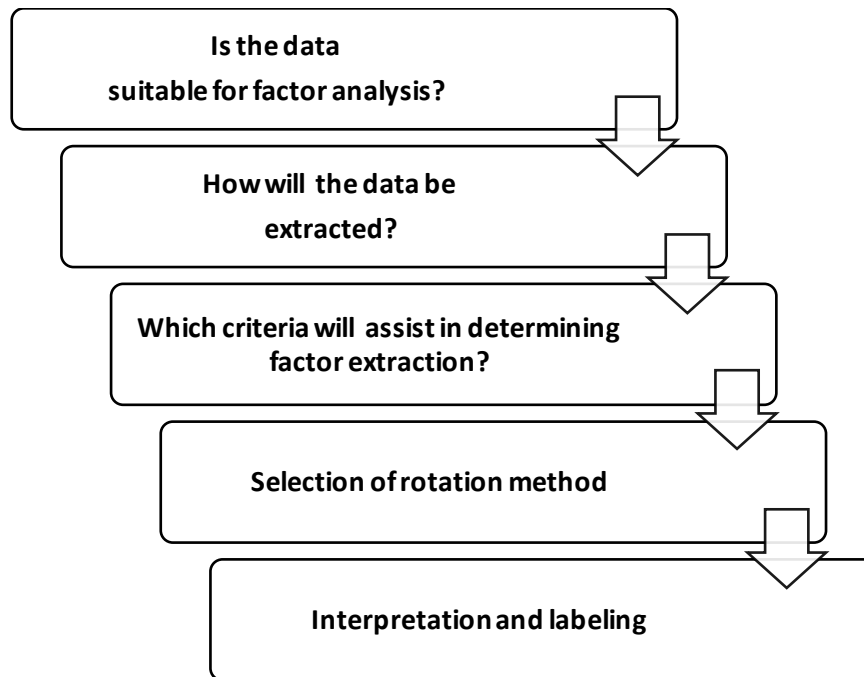 Is the data
suitable for factor analysis?
How will the data be
extracted?
Which criteria will assist in determining
factor extraction?
Selection of rotation method
Interpretation and labeling